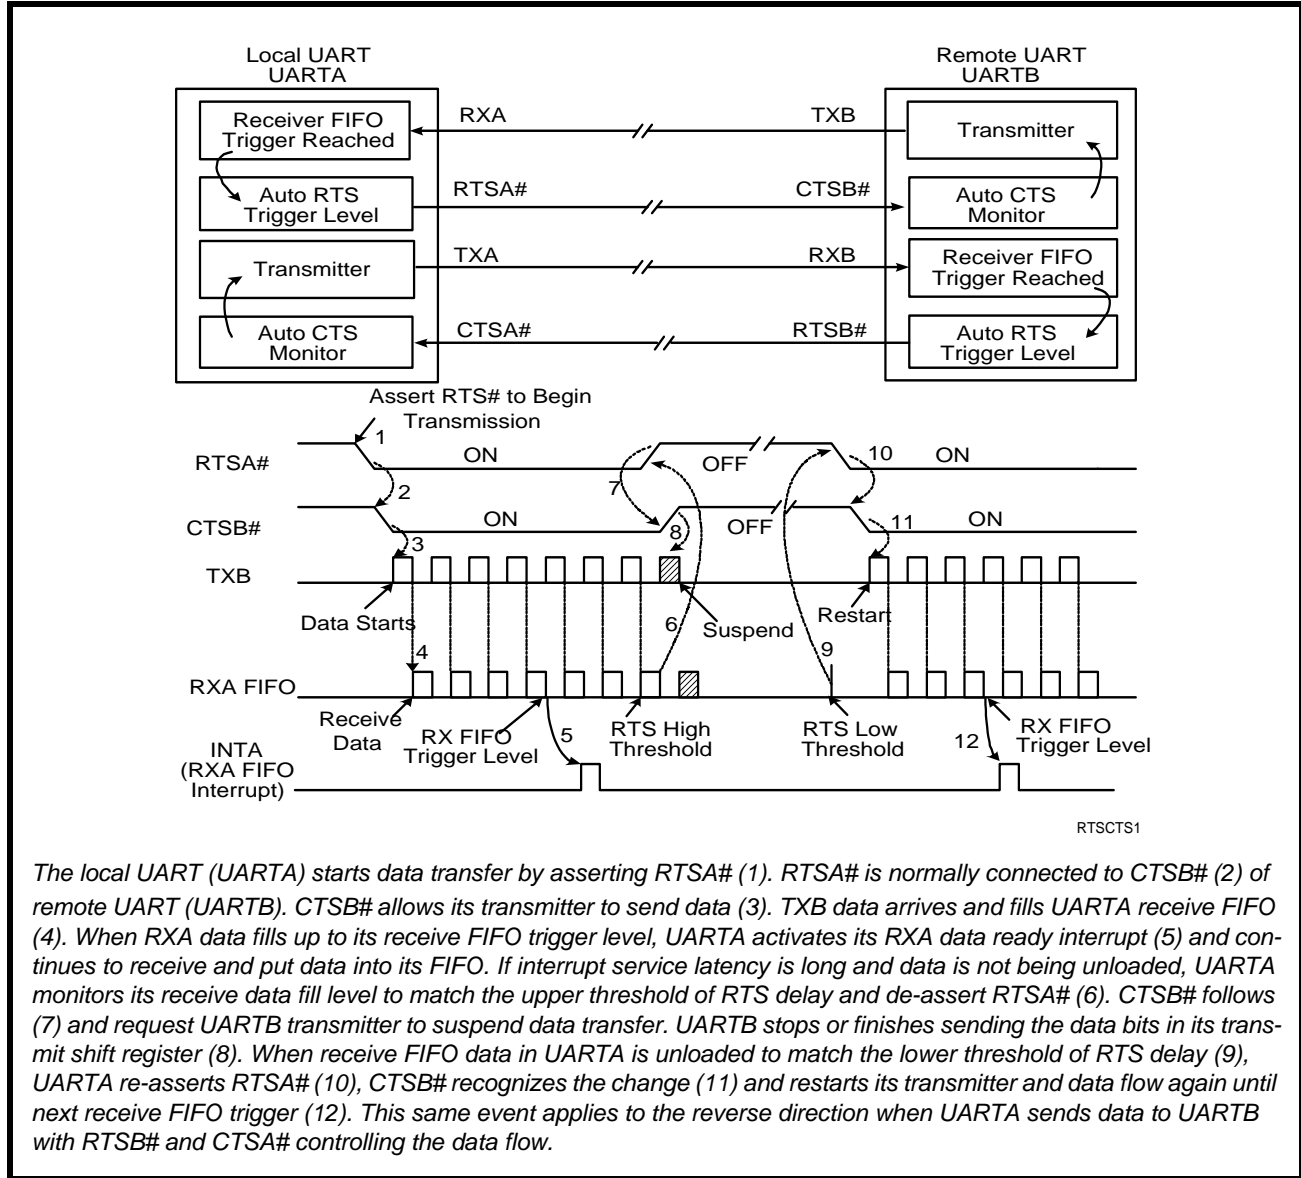 Local UART
UARTA
Remote UART
UARTB
Receiver FIFO
Trigger Reached
RXA
TXB
Transmitter
Auto RTS
Trigger Level
RTSA#
CTSB#
Auto CTS
Monitor
Transmitter
TXA
RXB
Receiver FIFO
Trigger Reached
Auto CTS
Monitor
CTSA#
RTSB#
Auto RTS
Trigger Level
Assert RTS# to Begin
Transmission
1
RTSA#
ON
OFF
10
ON
2
7
CTSB#
ON
8
OFF
11
ON
3
TXB
Data Starts
6
Suspend
Restart
4
9
RXA FIFO
Receive
Data
RX FIFO
Trigger Level
5
RTS High
Threshold
RTS Low
Threshold
12
RX FIFO
Trigger Level
INTA
(RXA FIFO
Interrupt)
RTSCTS1
The local UART (UARTA) starts data transfer by asserting RTSA# (1). RTSA# is normally connected to CTSB# (2) of
remote UART (UARTB). CTSB# allows its transmitter to send data (3). TXB data arrives and fills UARTA receive FIFO
(4). When RXA data fills up to its receive FIFO trigger level, UARTA activates its RXA data ready interrupt (5) and con-
tinues to receive and put data into its FIFO. If interrupt service latency is long and data is not being unloaded, UARTA
monitors its receive data fill level to match the upper threshold of RTS delay and de-assert RTSA# (6). CTSB# follows
(7) and request UARTB transmitter to suspend data transfer. UARTB stops or finishes sending the data bits in its trans-
mit shift register (8). When receive FIFO data in UARTA is unloaded to match the lower threshold of RTS delay (9),
UARTA re-asserts RTSA# (10), CTSB# recognizes the change (11) and restarts its transmitter and data flow again until
next receive FIFO trigger (12). This same event applies to the reverse direction when UARTA sends data to UARTB
with RTSB# and CTSA# controlling the data flow.